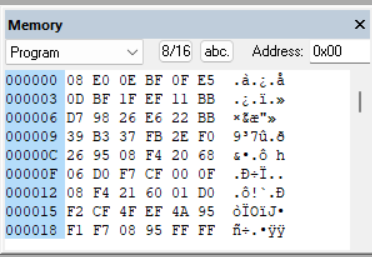 Memory ×
Program 8/16 abc. Address: 0x00
000000 08 E0 0E BF 0F E5 .à.¿.å
000003 0D BF 1F EF 11 BB .¿.ï.»
000006 D7 98 26 E6 22 BB ט&æ"»
000009 39 B3 37 FB 2E F0 9³7û.ð
00000C 26 95 08 F4 20 68 &•.ô h
00000F 06 D0 F7 CF 00 0F .Ð÷Ï..
000012 08 F4 21 60 01 D0 .ô!`.Ð
000015 F2 CF 4F EF 4A 95 òÏOïJ•
000018 F1 F7 08 95 FF FF ñ÷.•ÿÿ